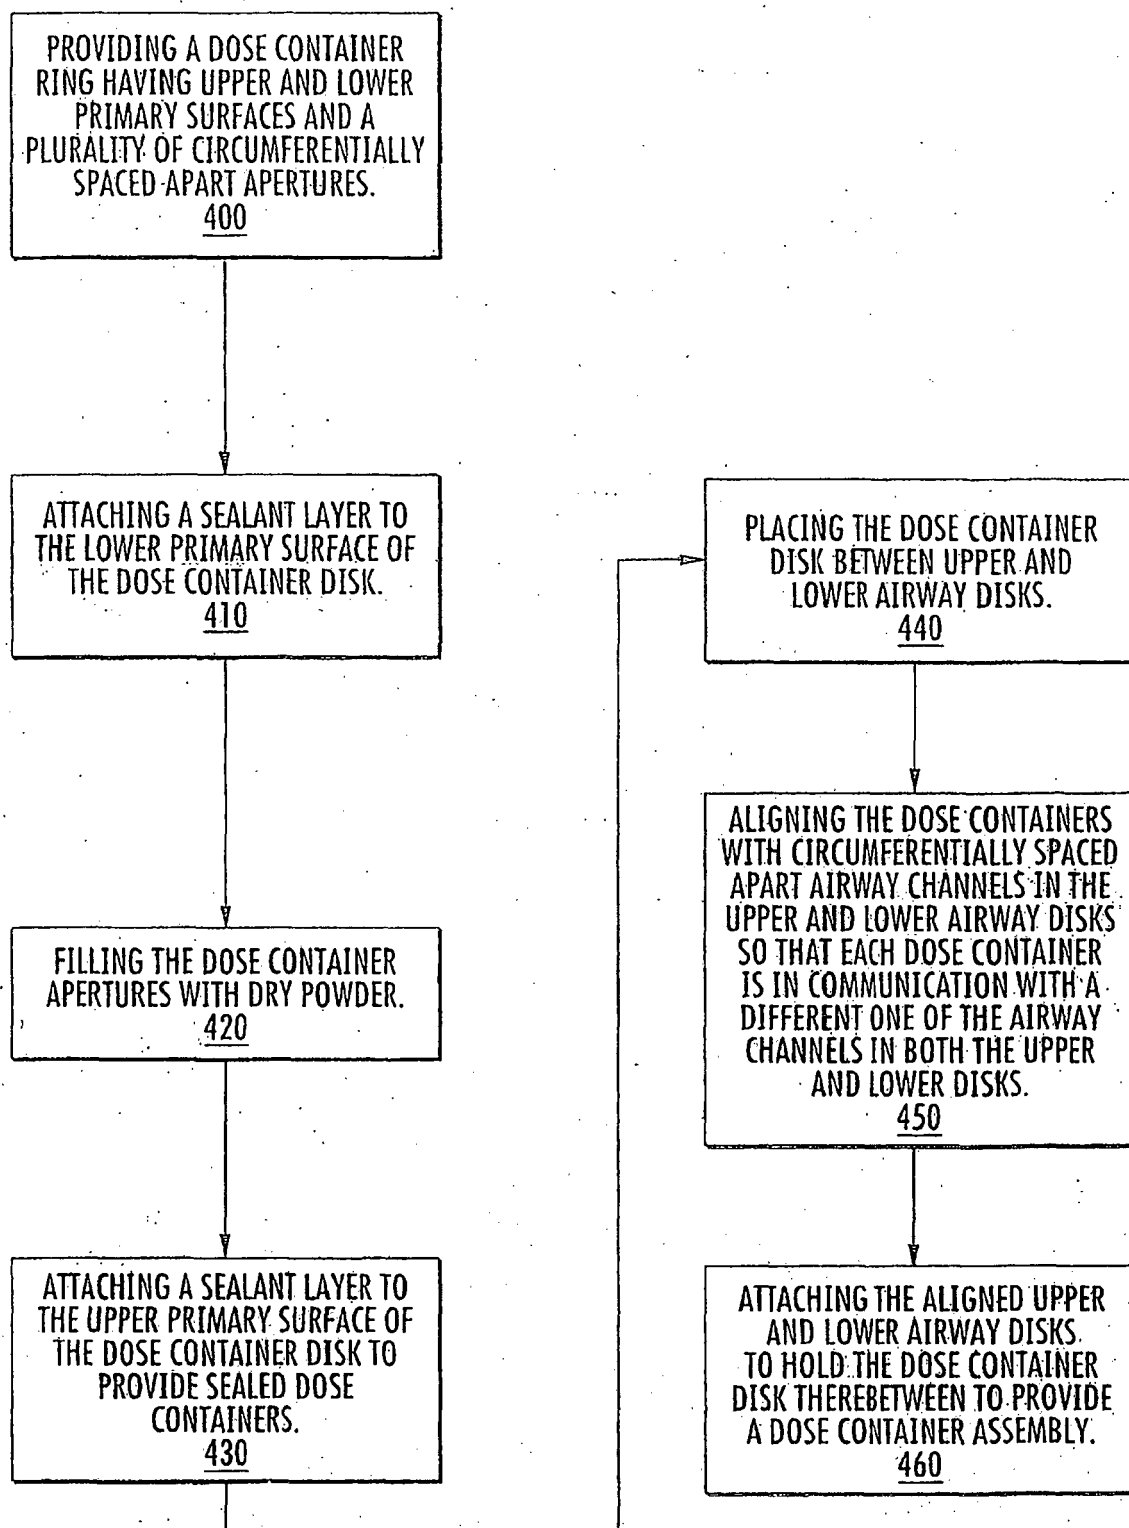 PROVIDING A DOSE CONTAINER
RING HAVING UPPER AND LOWER
PRIMARY SURFACES AND A
PLURALITY OF CIRCUMFERENTIALLY
SPACED APART APERTURES.
400
ATTACHING A SEALANT LAYER TO
THE LOWER PRIMARY SURFACE OF
THE DOSE CONTAINER DISK.
410
FILLING THE DOSE CONTAINER
APERTURES WITH DRY POWDER.
420
ATTACHING A SEALANT LAYER TO
THE UPPER PRIMARY SURFACE OF
THE DOSE CONTAINER DISK TO
PROVIDE SEALED DOSE
CONTAINERS.
430
PLACING THE DOSE CONTAINER
DISK BETWEEN UPPER AND
LOWER AIRWAY DISKS.
440
ALIGNING THE DOSE CONTAINERS
WITH CIRCUMFERENTIALLY SPACED
APART AIRWAY CHANNELS IN THE
UPPER AND LOWER AIRWAY DISKS
SO THAT EACH DOSE CONTAINER
IS IN COMMUNICATION WITH A
DIFFERENT ONE OF THE AIRWAY
CHANNELS IN BOTH THE UPPER
AND LOWER DISKS.
450
ATTACHING THE ALIGNED UPPER
AND LOWER AIRWAY DISKS
TO HOLD THE DOSE CONTAINER
DISK THEREBETWEEN TO PROVIDE
A DOSE CONTAINER ASSEMBLY.
460